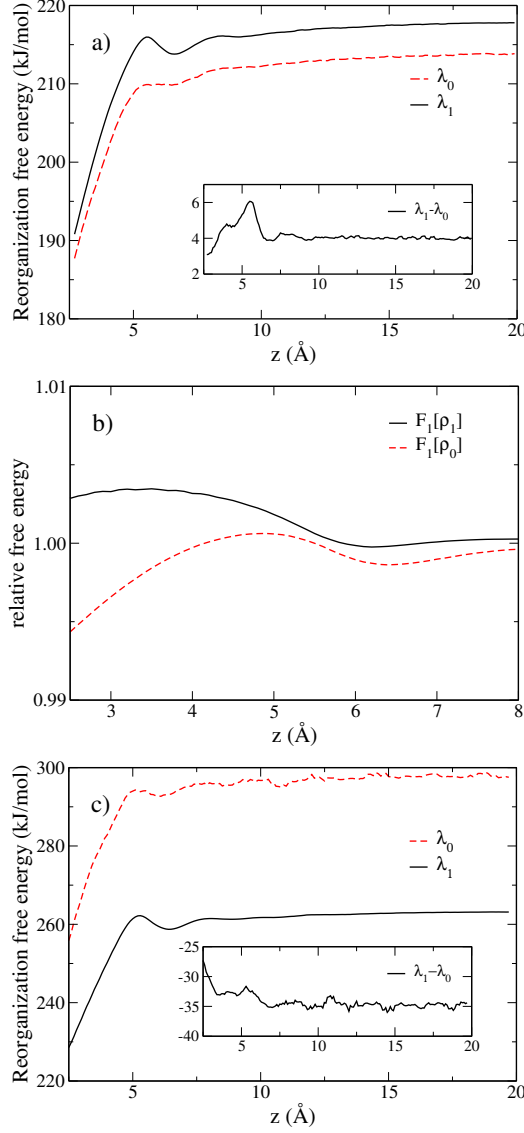 220
a)
210
λ₀
λ₁
200
190
180
Reorganization free energy (kJ/mol)
6
4
2
λ₁-λ₀
5 10 15 20
5 10 15 20
z (Å)
1.01
b)
F₁[ρ₁]
F₁[ρ₀]
1.00
0.99
relative free energy
3 4 5 6 7 8
z (Å)
300
c)
280
λ₀
λ₁
260
240
220
Reorganization free energy (kJ/mol)
-25
-30
-35
-40
λ₁−λ₀
5 10 15 20
5 10 15 20
z (Å)